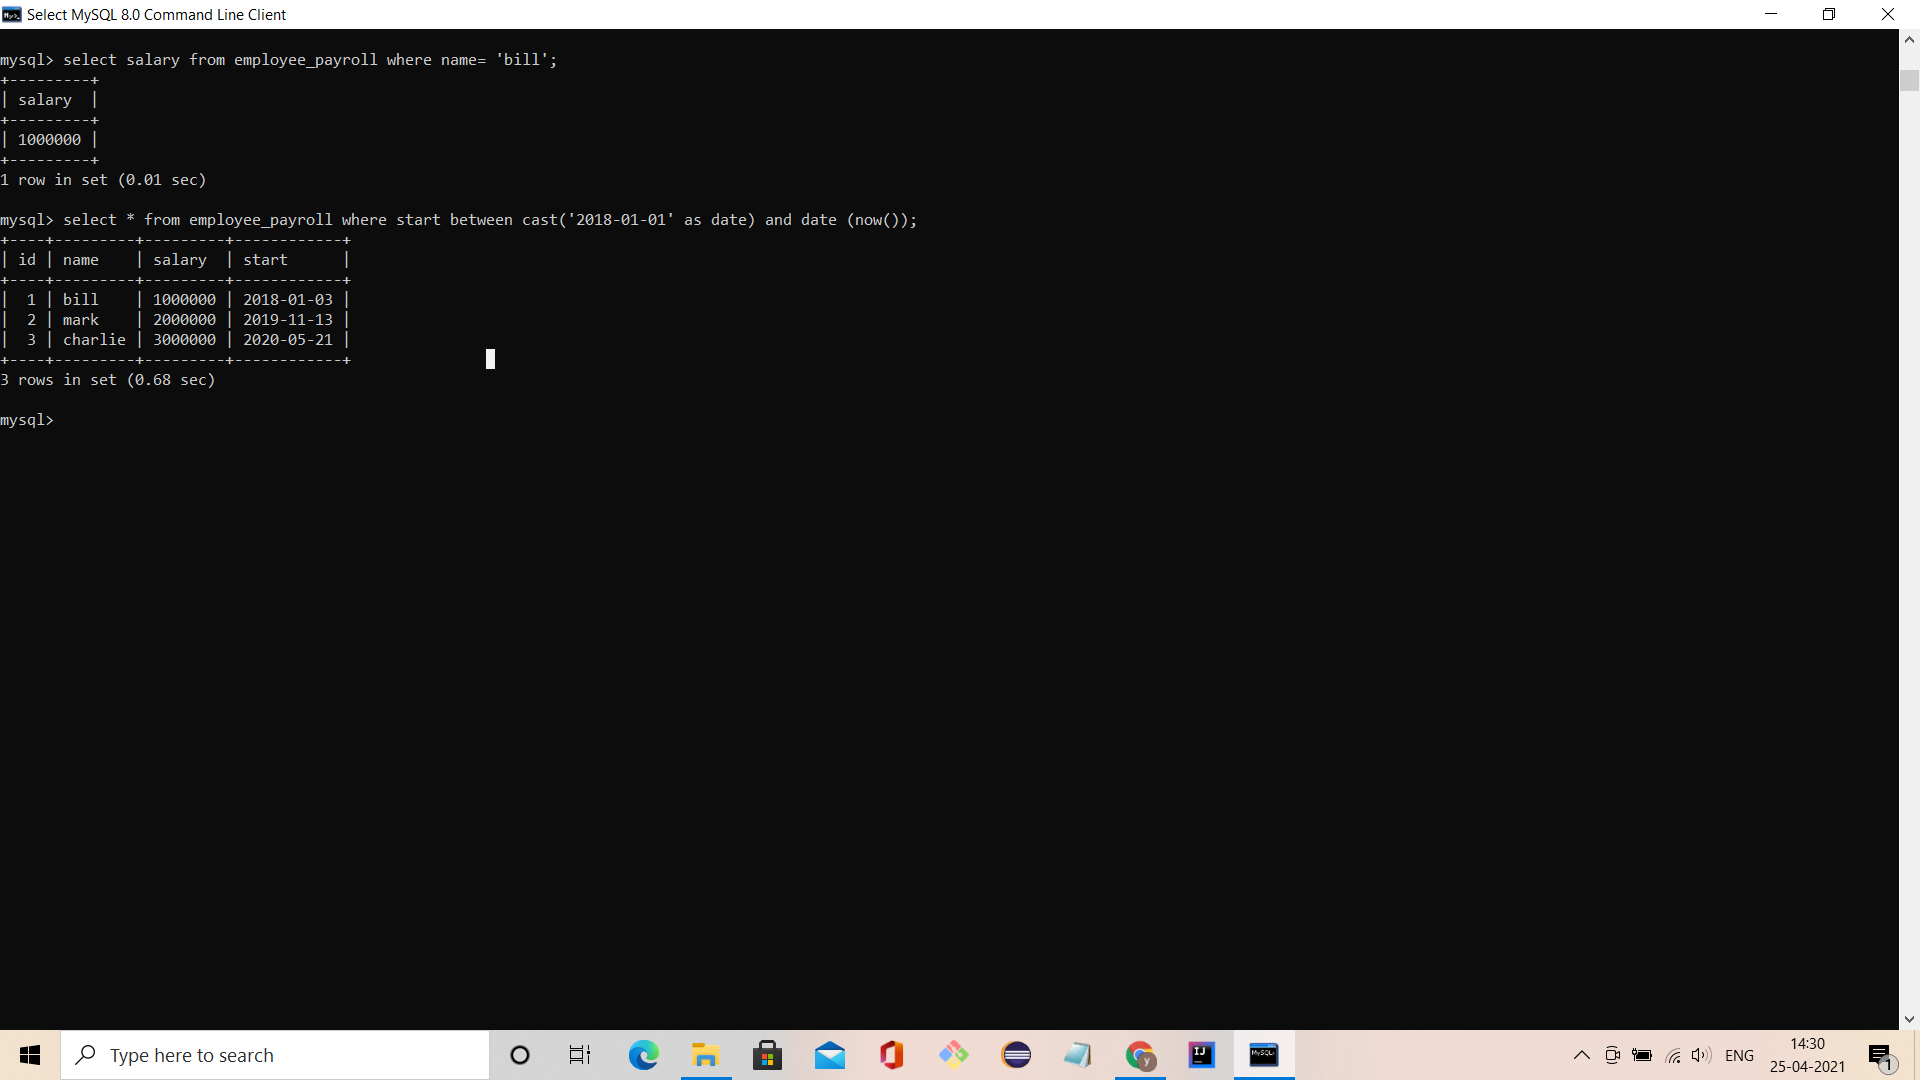 Select MySQL 8.0 Command Line Client
mysql> select salary from employee_payroll where name= 'bill';
+---------+
| salary  |
+---------+
| 1000000 |
+---------+
1 row in set (0.01 sec)
mysql> select * from employee_payroll where start between cast('2018-01-01' as date) and date (now());
+----+---------+---------+------------+
| id | name    | salary  | start      |
+----+---------+---------+------------+
|  1 | bill    | 1000000 | 2018-01-03 |
|  2 | mark    | 2000000 | 2019-11-13 |
|  3 | charlie | 3000000 | 2020-05-21 |
+----+---------+---------+------------+
3 rows in set (0.68 sec)
mysql>
Type here to search
y
IJ
ENG
14:30
25-04-2021
1